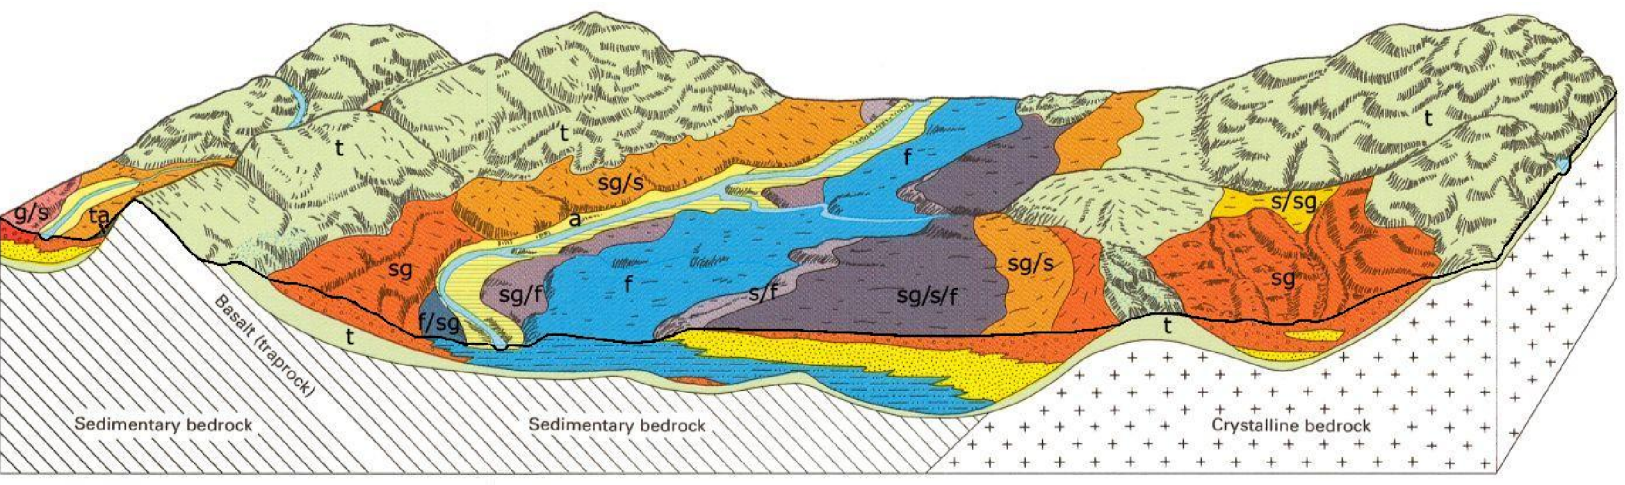 t
t
t
f
sg/s
g/s
ta
a
s/sg
sg
sg/s
sg
sg/f
f
s/f
sg/s/f
f/sg
t
t
Basalt (traprock)
Sedimentary bedrock
Sedimentary bedrock
Crystalline bedrock